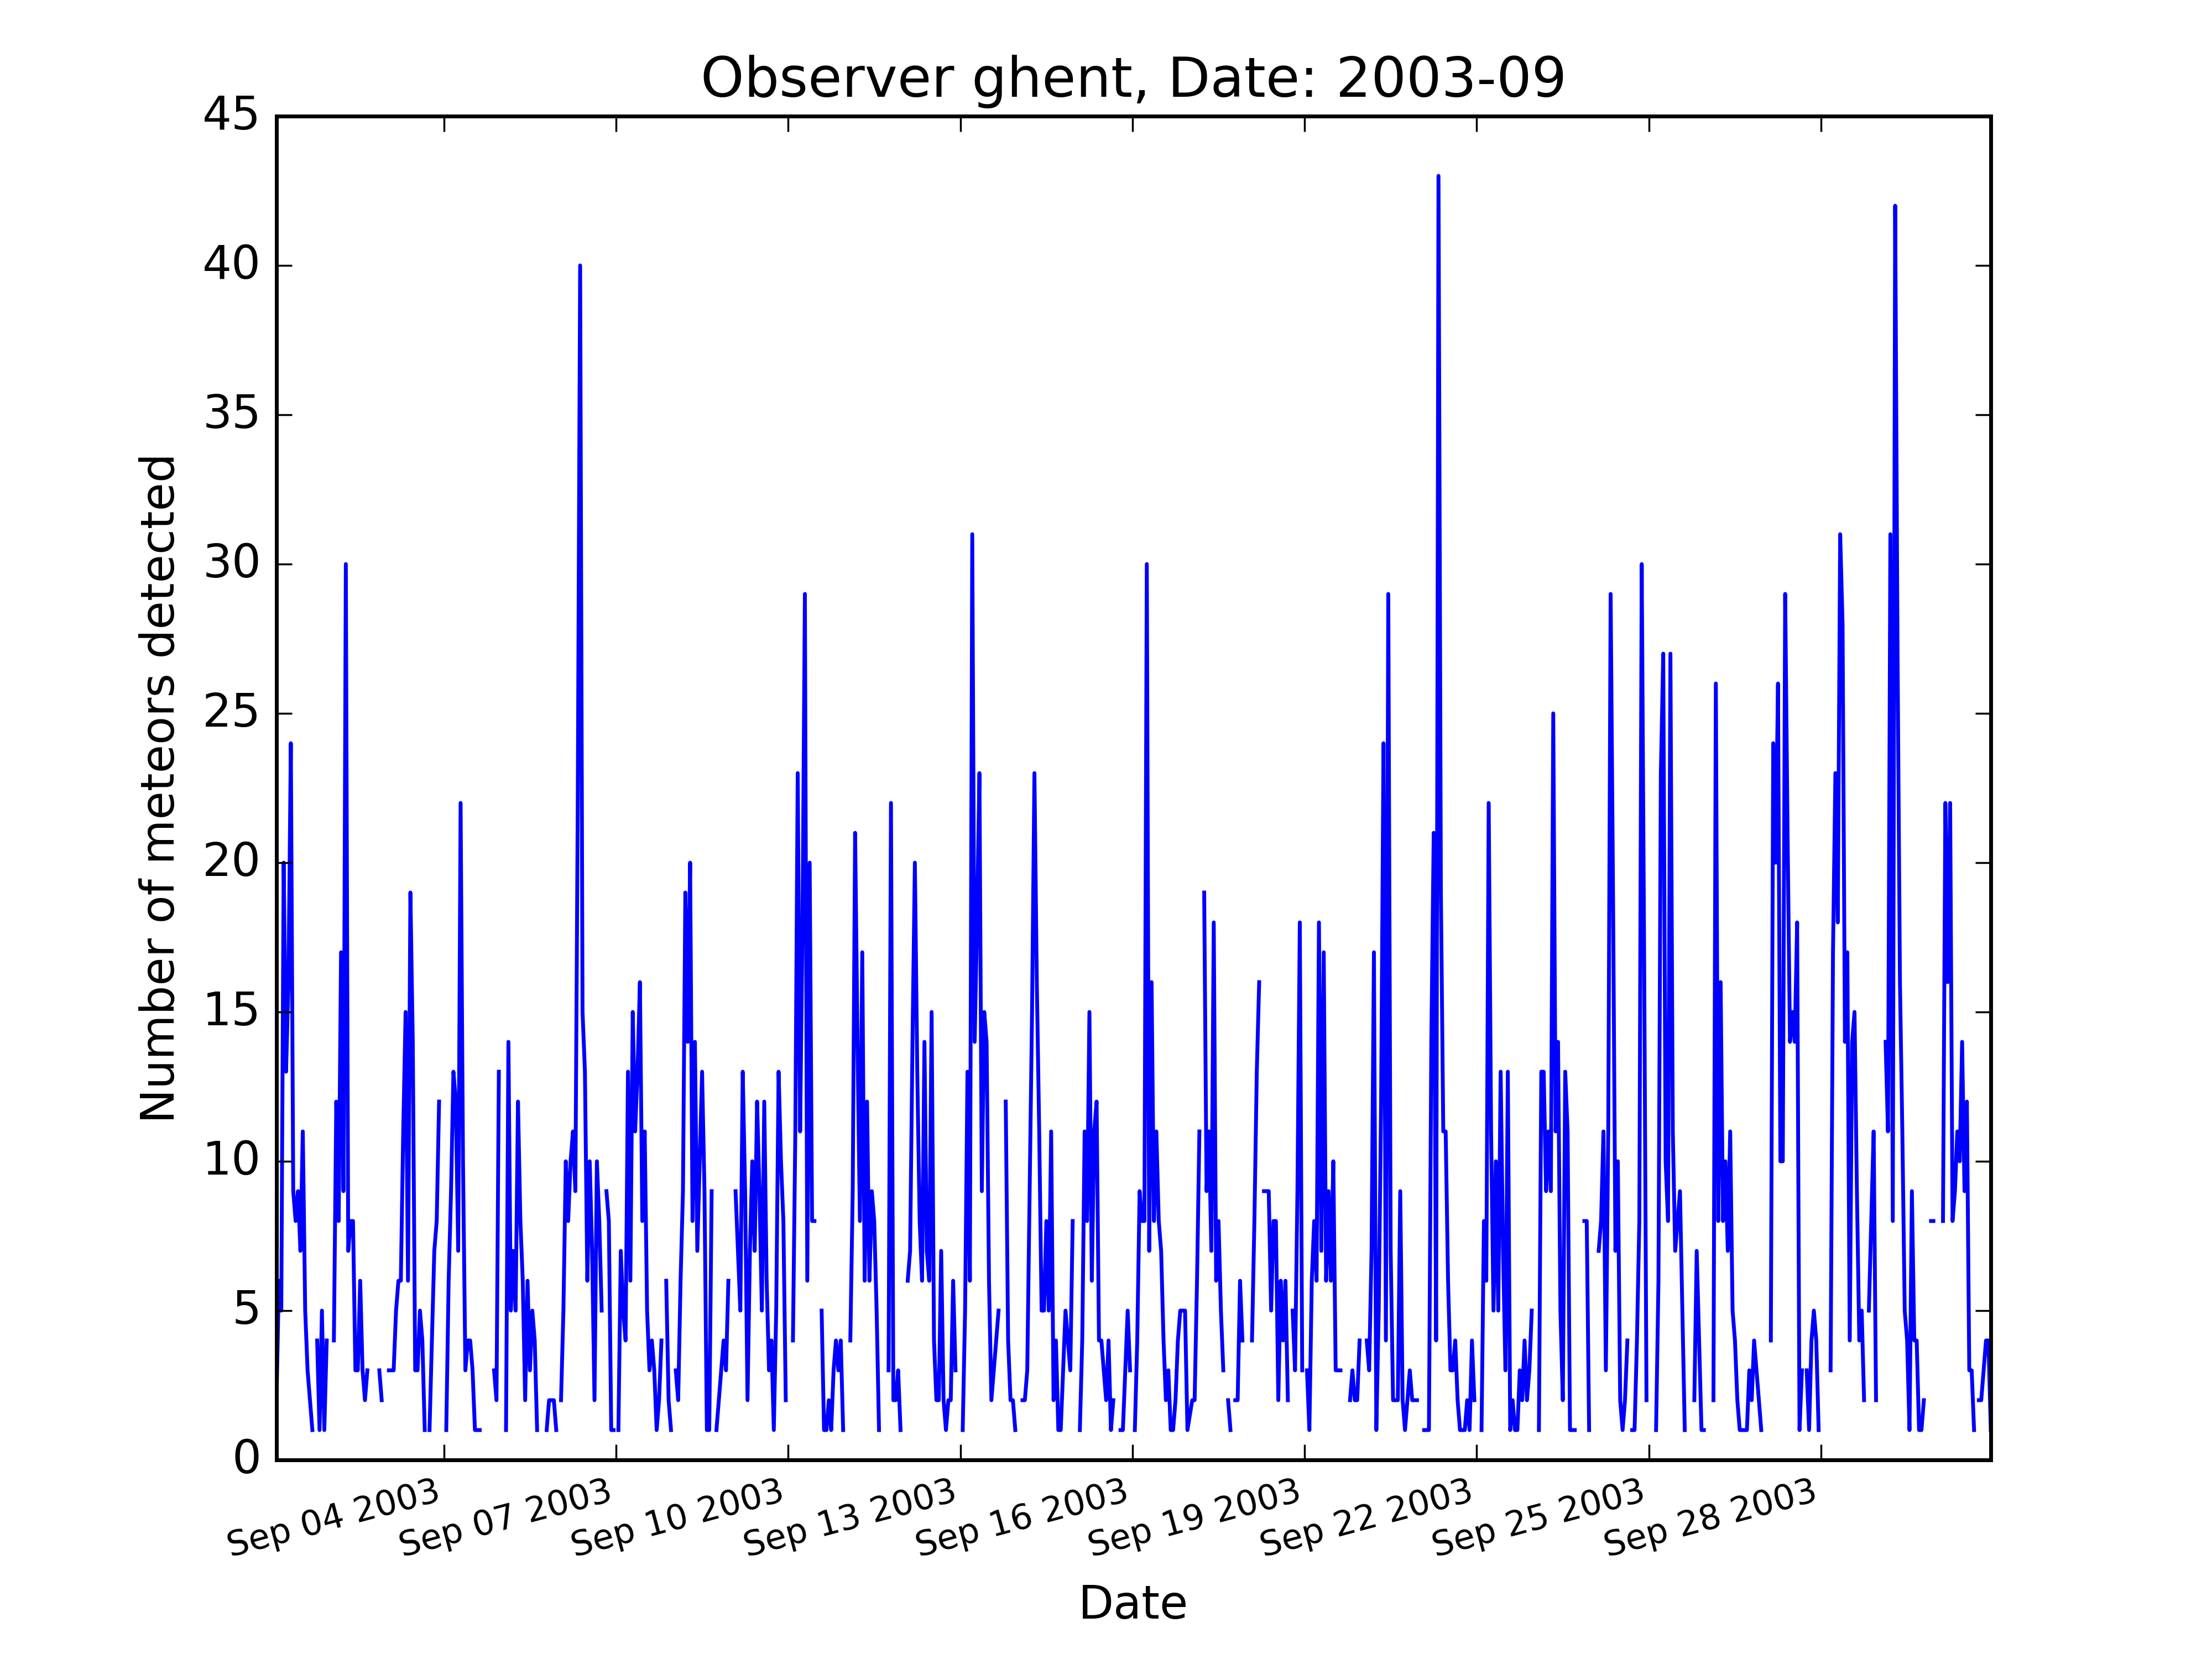 Observer ghent, Date: 2003-09
45
40
35
30
25
20
15
10
5
0
Number of meteors detected
Sep 04 2003
Sep 07 2003
Sep 10 2003
Sep 13 2003
Sep 16 2003
Sep 19 2003
Sep 22 2003
Sep 25 2003
Sep 28 2003
Date